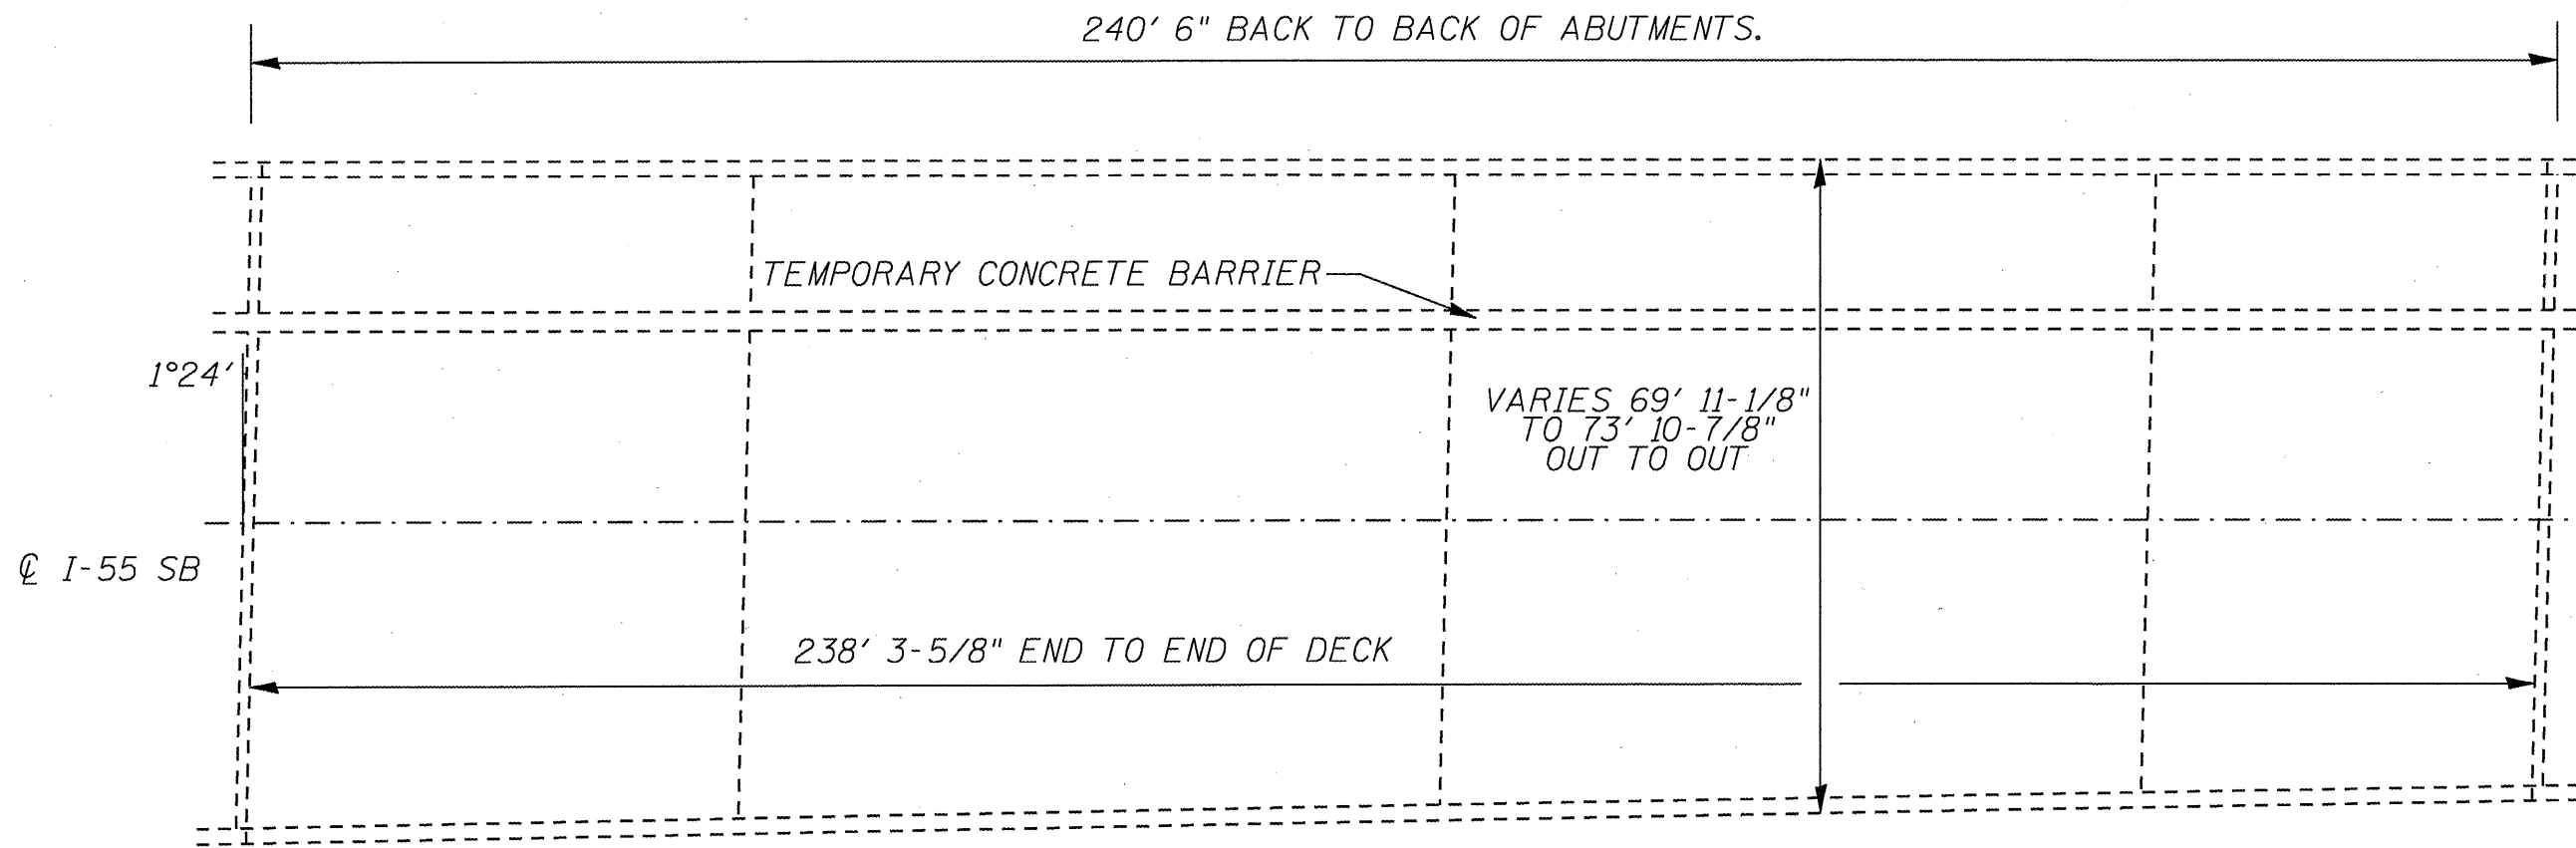 240' 6" BACK TO BACK OF ABUTMENTS.
TEMPORARY CONCRETE BARRIER
1°24'
VARIES 69' 11-1/8"
TO 73' 10-7/8"
OUT TO OUT
℄ I-55 SB
238' 3-5/8" END TO END OF DECK